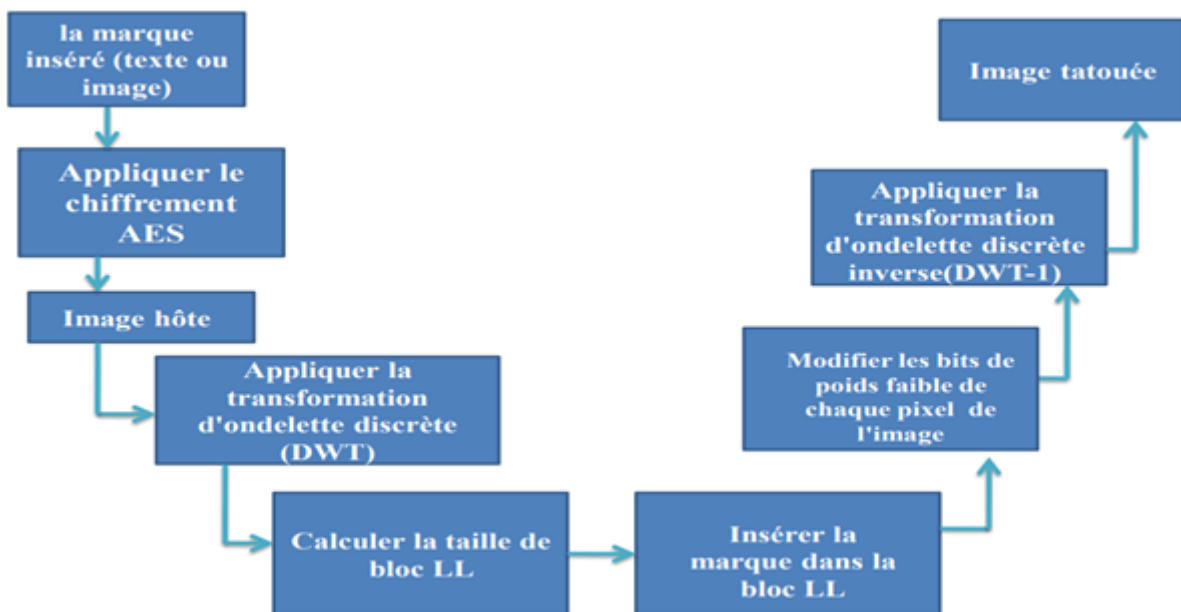 la marque
inséré (texte ou
image)
Appliquer le
chiffrement
AES
Image hôte
Appliquer la
transformation
d'ondelette discrète
(DWT)
Calculer la taille de
bloc LL
Insérer la
marque dans la
bloc LL
Modifier les bits de
poids faible de
chaque pixel de
l'image
Appliquer la
transformation
d'ondelette discrète
inverse(DWT-1)
Image tatouée